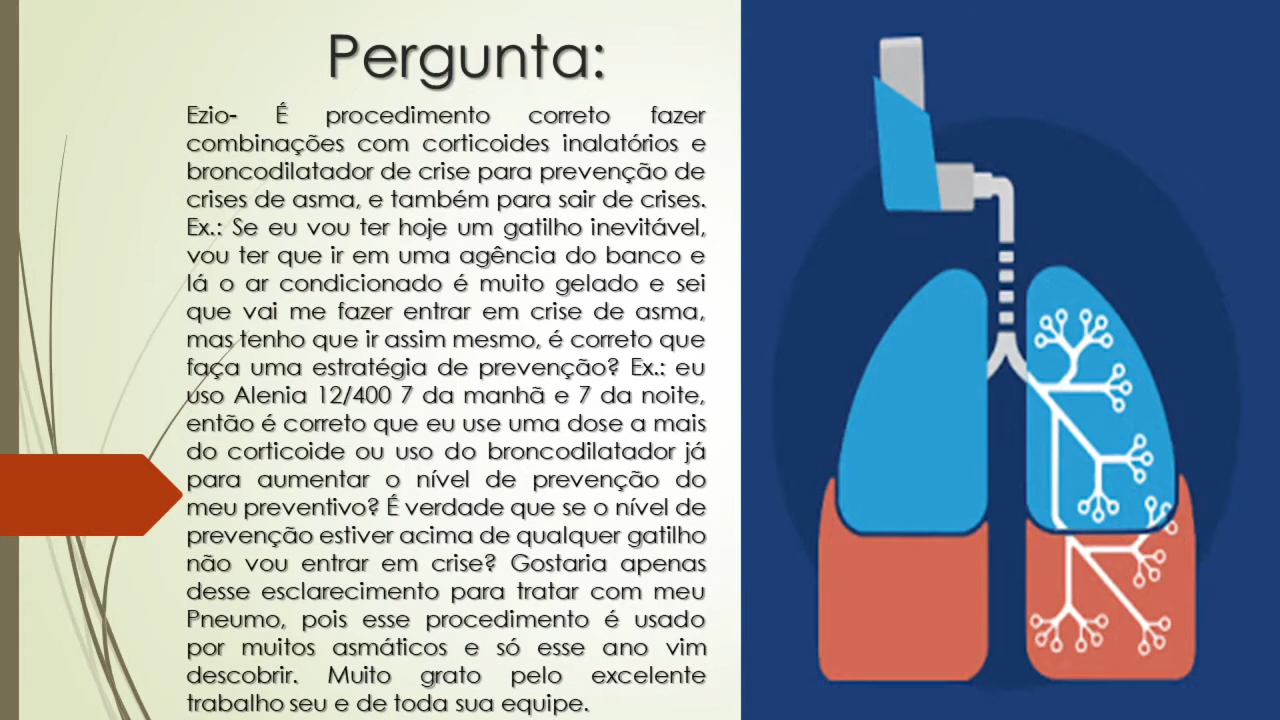 Pergunta:
Ezio- É procedimento correto fazer
combinações com corticoides inalatórios e
broncodilatador de crise para prevenção de
crises de asma, e também para sair de crises.
Ex.: Se eu vou ter hoje um gatilho inevitável,
vou ter que ir em uma agência do banco e
lá o ar condicionado é muito gelado e sei
que vai me fazer entrar em crise de asma,
mas tenho que ir assim mesmo, é correto que
faça uma estratégia de prevenção? Ex.: eu
uso Alenia 12/400 7 da manhã e 7 da noite,
então é correto que eu use uma dose a mais
do corticoide ou uso do broncodilatador já
para aumentar o nível de prevenção do
meu preventivo? É verdade que se o nível de
prevenção estiver acima de qualquer gatilho
não vou entrar em crise? Gostaria apenas
desse esclarecimento para tratar com meu
Pneumo, pois esse procedimento é usado
por muitos asmáticos e só esse ano vim
descobrir. Muito grato pelo excelente
trabalho seu e de toda sua equipe.